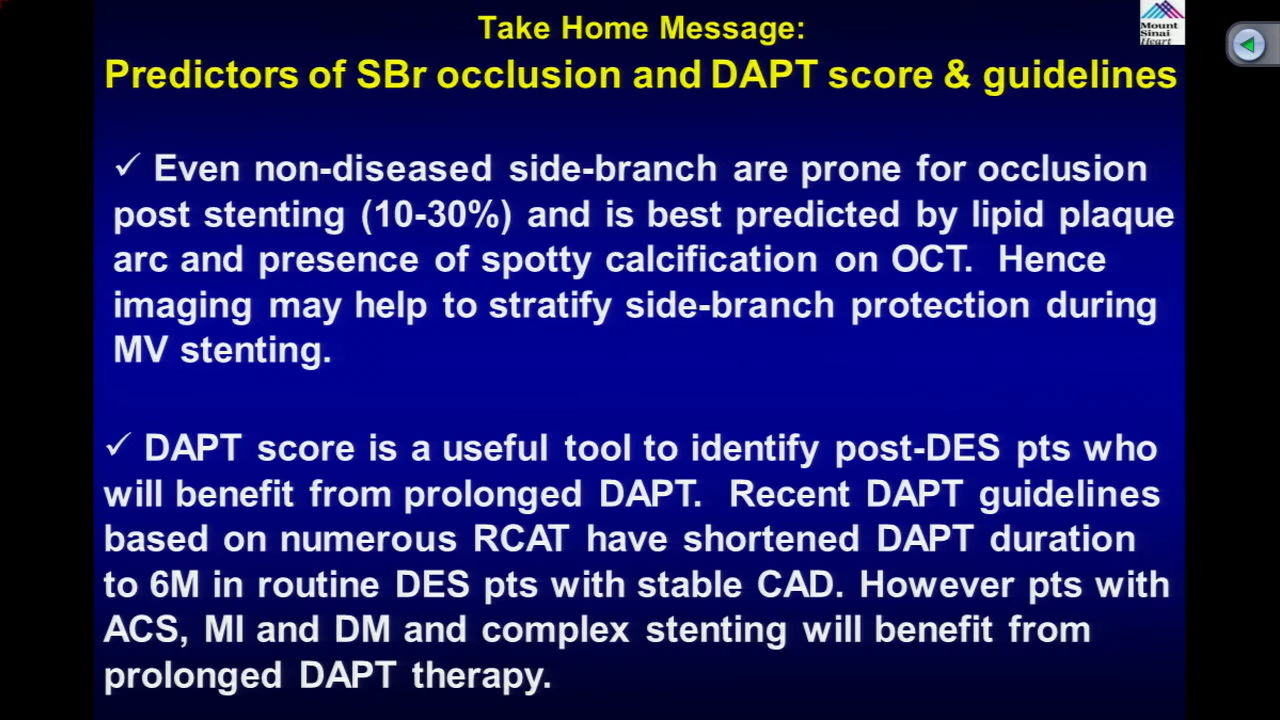 Take Home Message:
Mount
Sinai
Heart
Predictors of SBr occlusion and DAPT score & guidelines
✓ Even non-diseased side-branch are prone for occlusion
post stenting (10-30%) and is best predicted by lipid plaque
arc and presence of spotty calcification on OCT. Hence
imaging may help to stratify side-branch protection during
MV stenting.
✓ DAPT score is a useful tool to identify post-DES pts who
will benefit from prolonged DAPT. Recent DAPT guidelines
based on numerous RCAT have shortened DAPT duration
to 6M in routine DES pts with stable CAD. However pts with
ACS, MI and DM and complex stenting will benefit from
prolonged DAPT therapy.